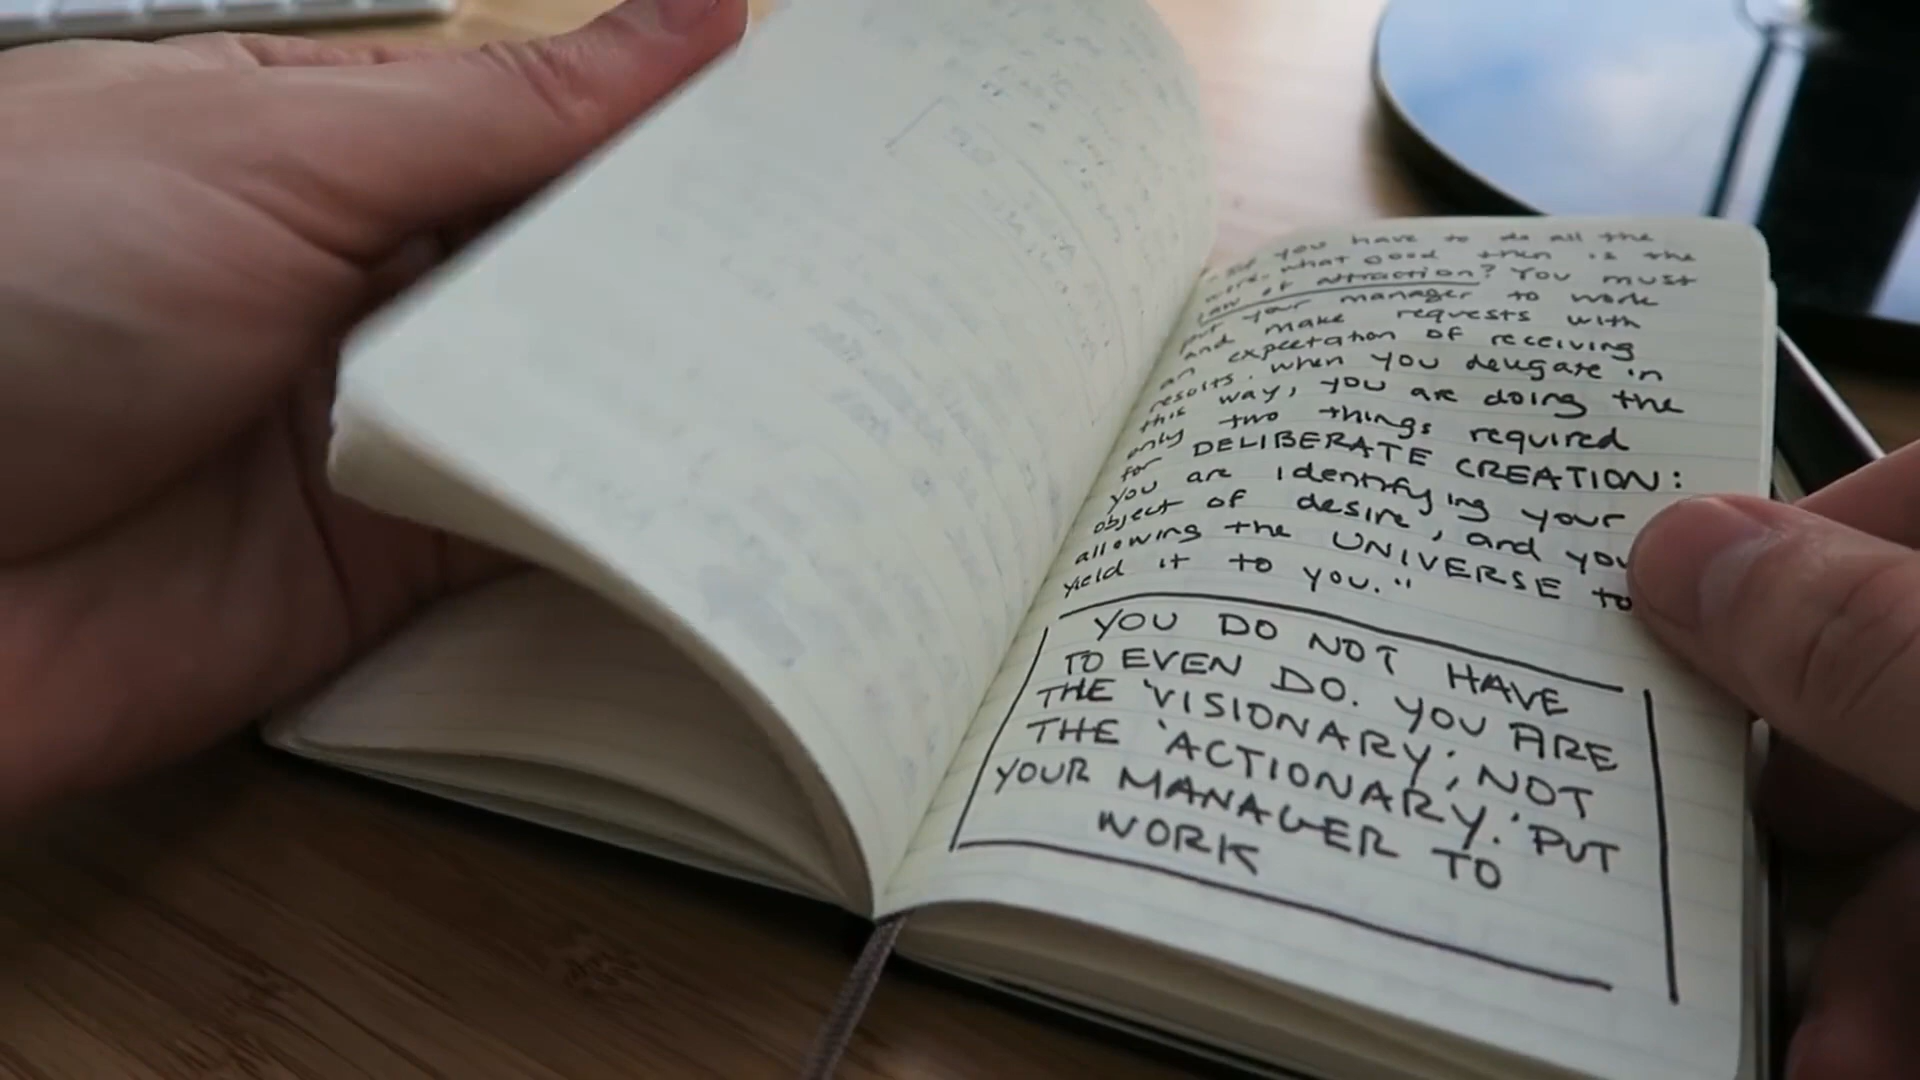 If you have to do all the
work, what good then is the
law of attraction? You must
put your manager to work
and make requests with
an expectation of receiving
results. When you delegate in
this way, you are doing the
only two things required
for DELIBERATE CREATION:
you are identifying your
object of desire, and you
allowing the UNIVERSE to
yield it to you."
YOU DO NOT HAVE
TO EVEN DO. YOU ARE
THE 'VISIONARY', NOT
THE 'ACTIONARY.' PUT
YOUR MANAGER TO
WORK